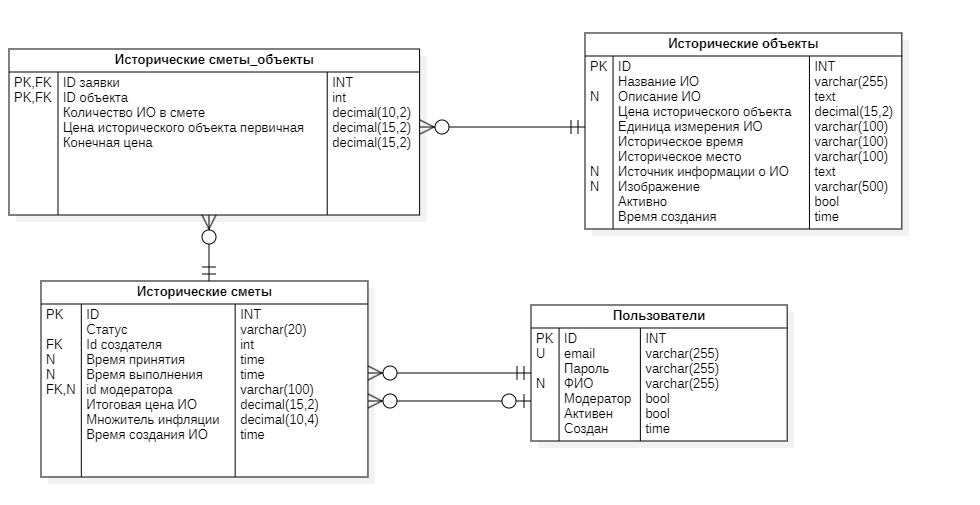 Исторические сметы_объекты
PK,FK ID заявки INT
PK,FK ID объекта int
Количество ИО в смете decimal(10,2)
Цена исторического объекта первичная decimal(15,2)
Конечная цена decimal(15,2)
Исторические объекты
PK ID INT
Название ИО varchar(255)
N Описание ИО text
Цена исторического объекта decimal(15,2)
Единица измерения ИО varchar(100)
Историческое время varchar(100)
Историческое место varchar(100)
N Источник информации о ИО text
N Изображение varchar(500)
Активно bool
Время создания time
Исторические сметы
PK ID INT
Статус varchar(20)
FK Id создателя int
N Время принятия time
N Время выполнения time
FK,N id модератора varchar(100)
Итоговая цена ИО decimal(15,2)
Множитель инфляции decimal(10,4)
Время создания ИО time
Пользователи
PK ID INT
U email varchar(255)
Пароль varchar(255)
N ФИО varchar(255)
Модератор bool
Активен bool
Создан time